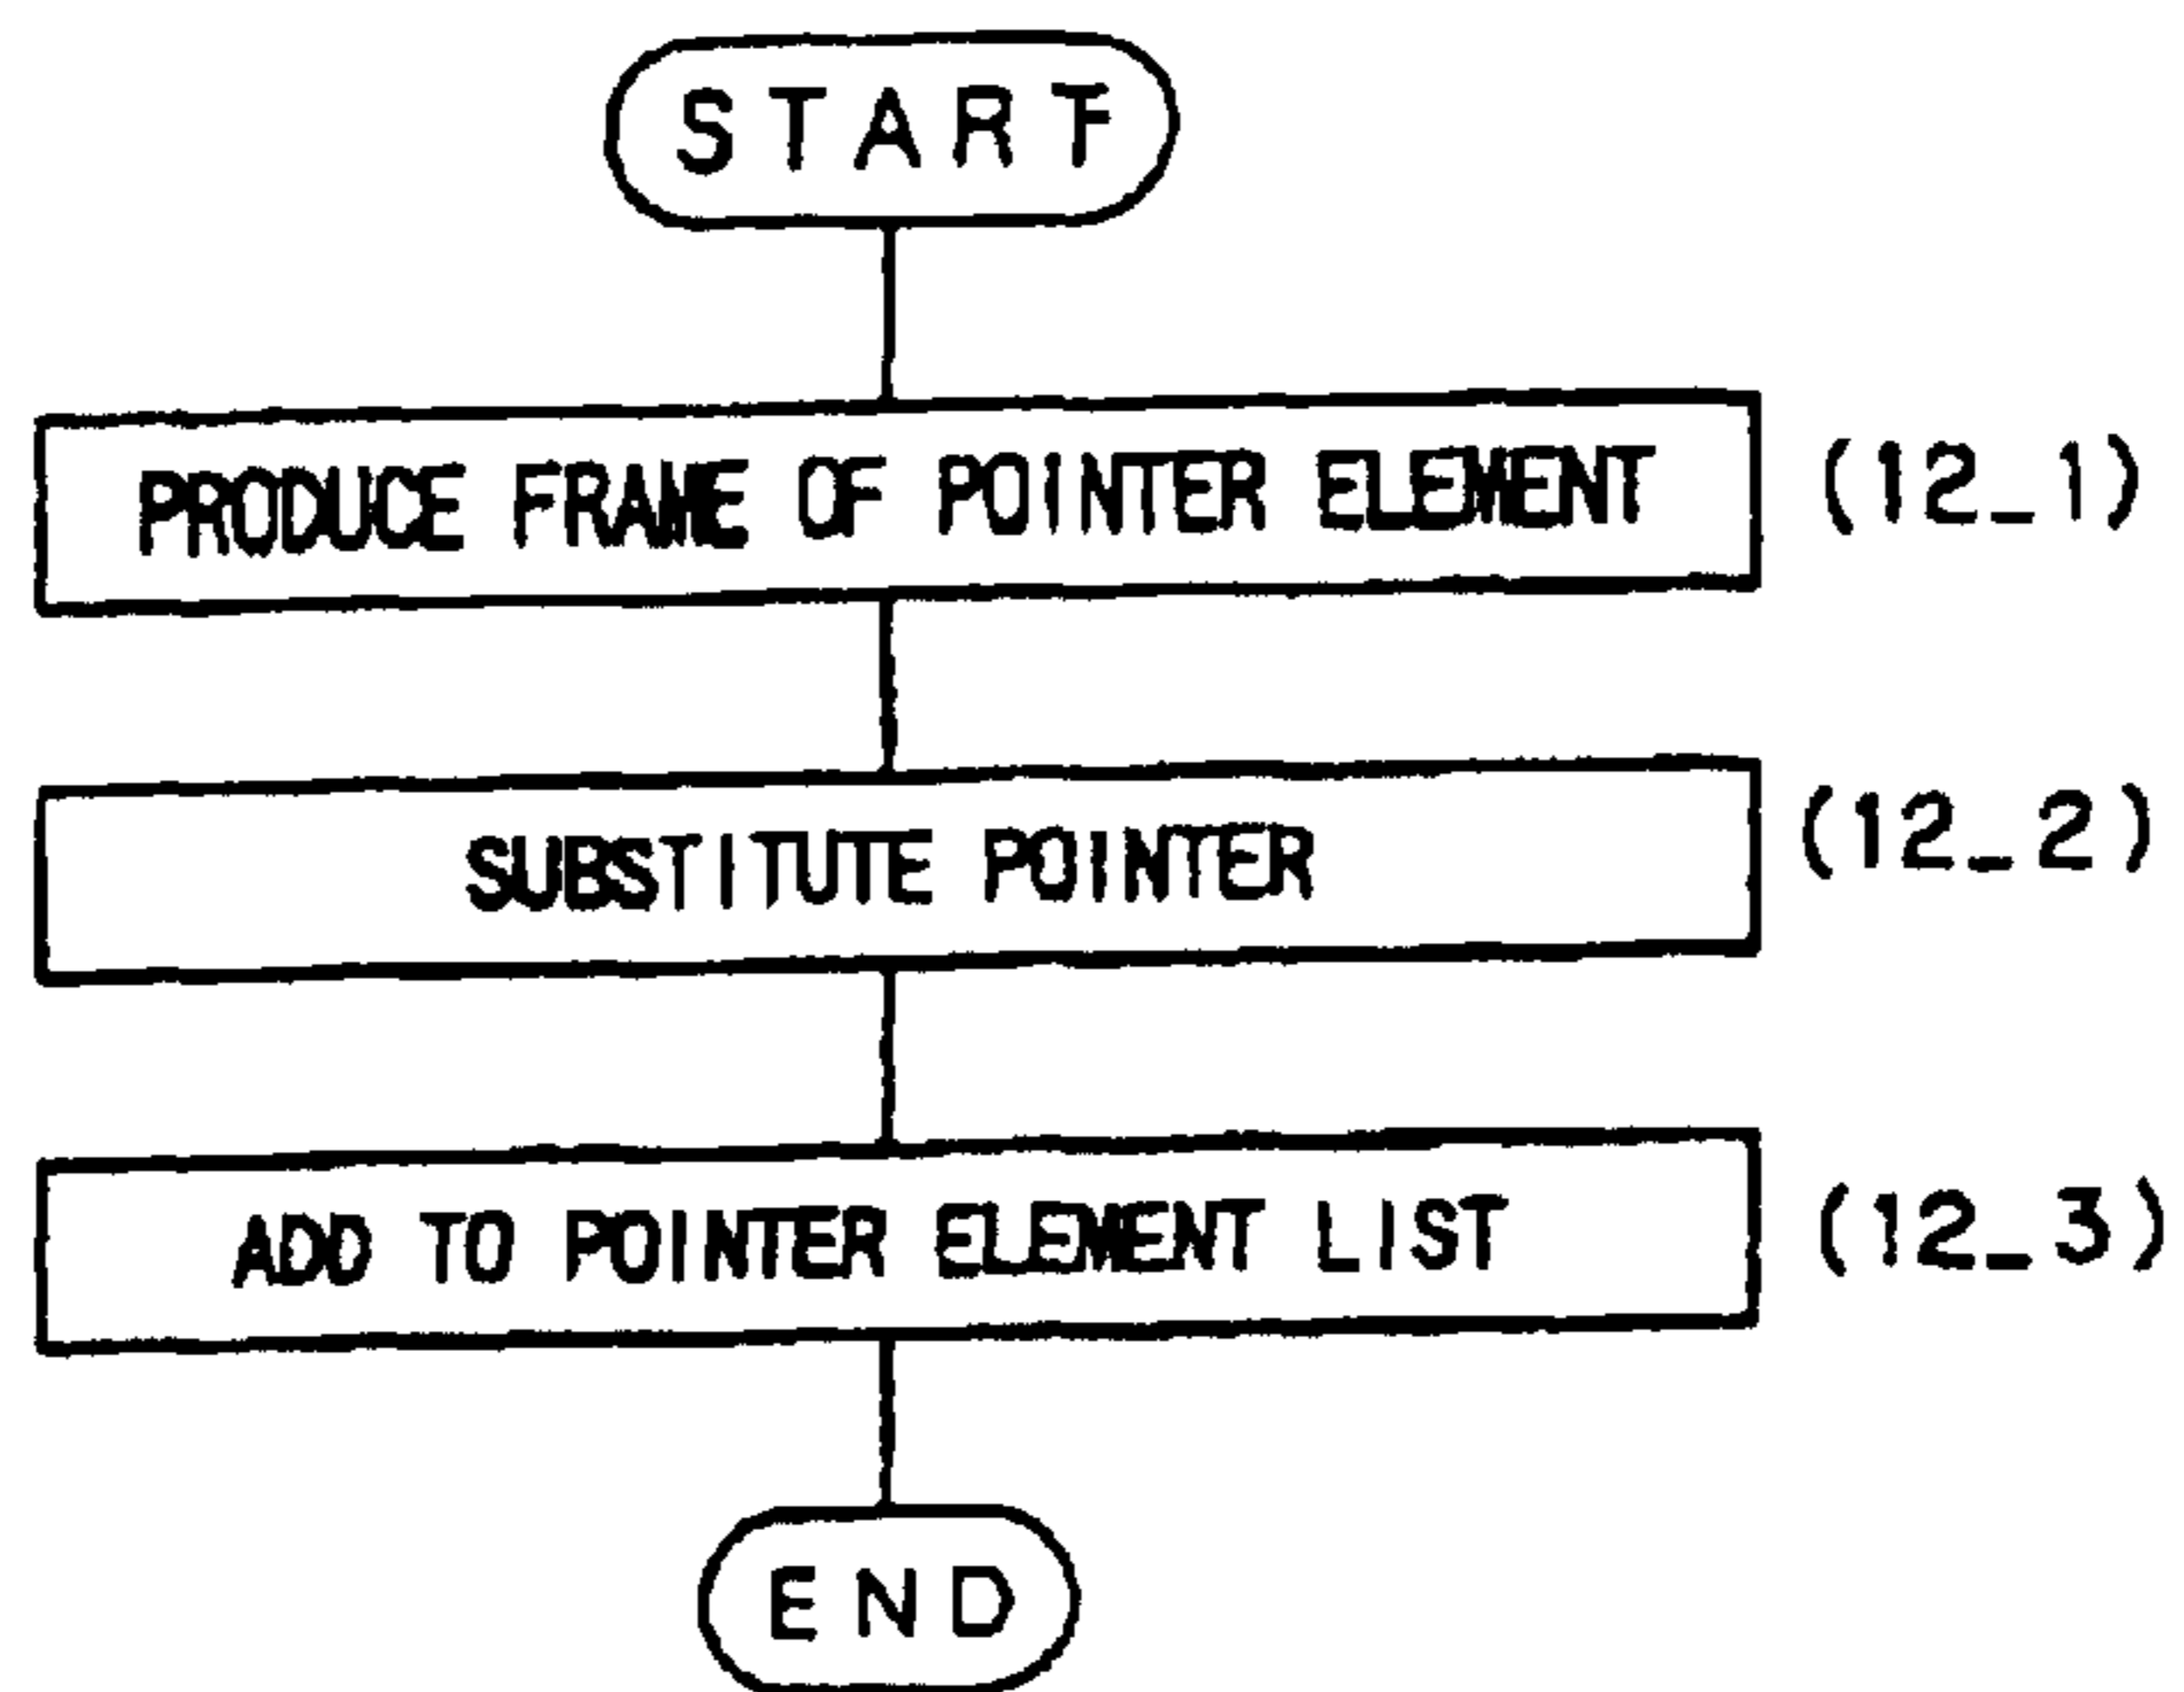 START
PRODUCE FRAME OF POINTER ELEMENT (12_1)
SUBSTITUTE POINTER (12_2)
ADD TO POINTER ELEMENT LIST (12_3)
END